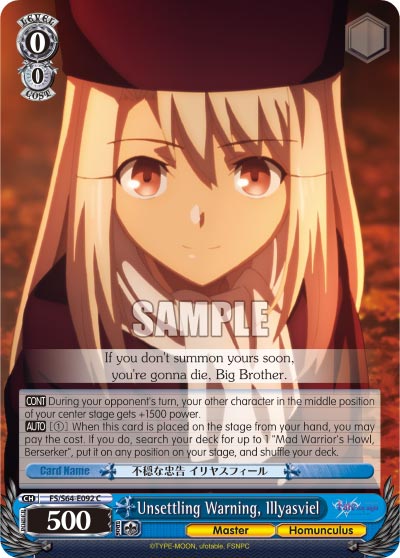 LEVEL
0
0
COST
SAMPLE
If you don't summon yours soon,
you're gonna die, Big Brother.
CONT During your opponent's turn, your other character in the middle position
of your center stage gets +1500 power.
AUTO [①] When this card is placed on the stage from your hand, you may
pay the cost. If you do, search your deck for up to 1 "Mad Warrior's Howl,
Berserker", put it on any position on your stage, and shuffle your deck.
Card Name 不穏な忠告 イリヤスフィール
CH FS/S64-E092 C
500
Unsettling Warning, Illyasviel
Master Homunculus
©TYPE-MOON, ufotable, FSNPC